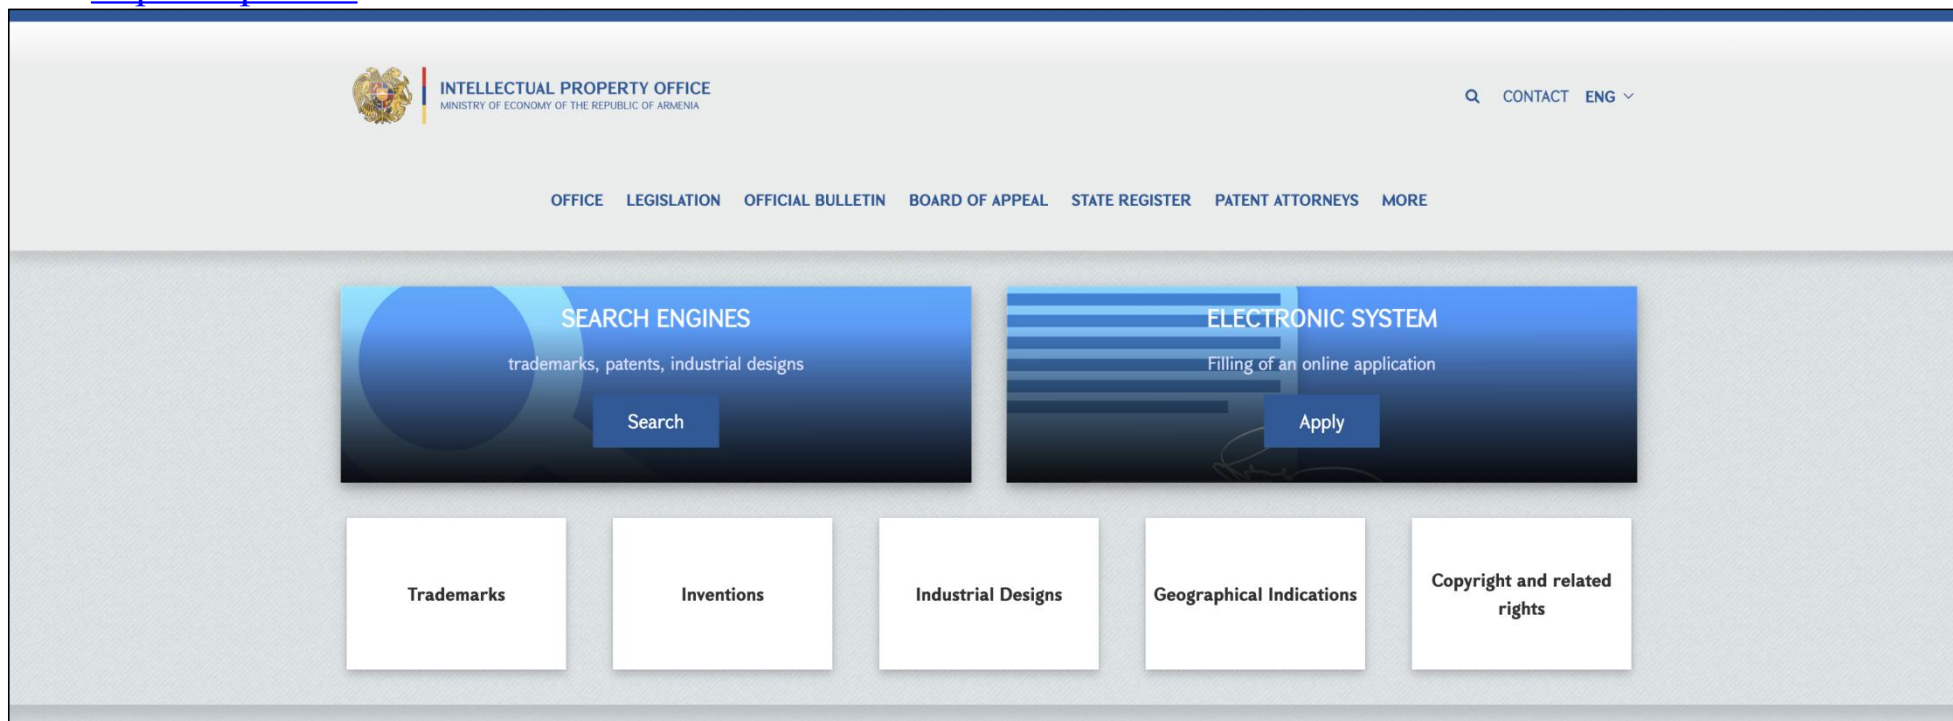 INTELLECTUAL PROPERTY OFFICE
MINISTRY OF ECONOMY OF THE REPUBLIC OF ARMENIA
CONTACT ENG
OFFICE LEGISLATION OFFICIAL BULLETIN BOARD OF APPEAL STATE REGISTER PATENT ATTORNEYS MORE
SEARCH ENGINES
trademarks, patents, industrial designs
Search
ELECTRONIC SYSTEM
Filling of an online application
Apply
Trademarks
Inventions
Industrial Designs
Geographical Indications
Copyright and related
rights